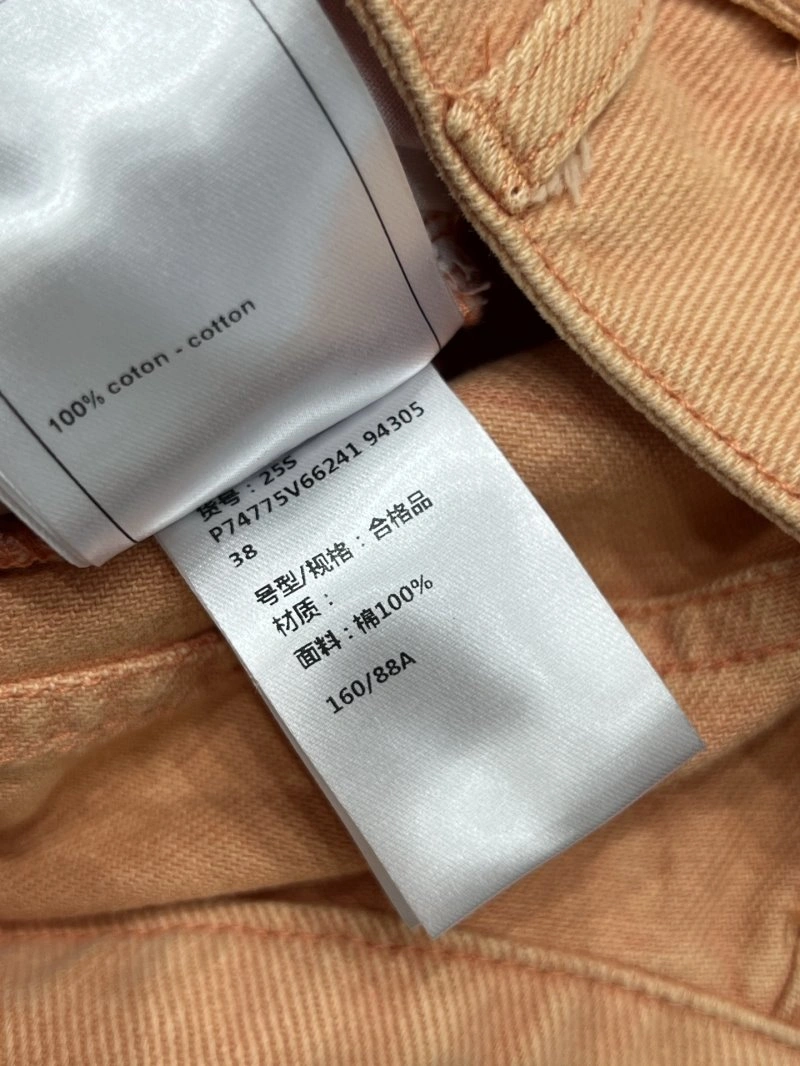 100% coton - cotton
货号：25S
P74775V66241 94305
38
号型/规格：合格品
材质：
面料：棉100%
160/88A